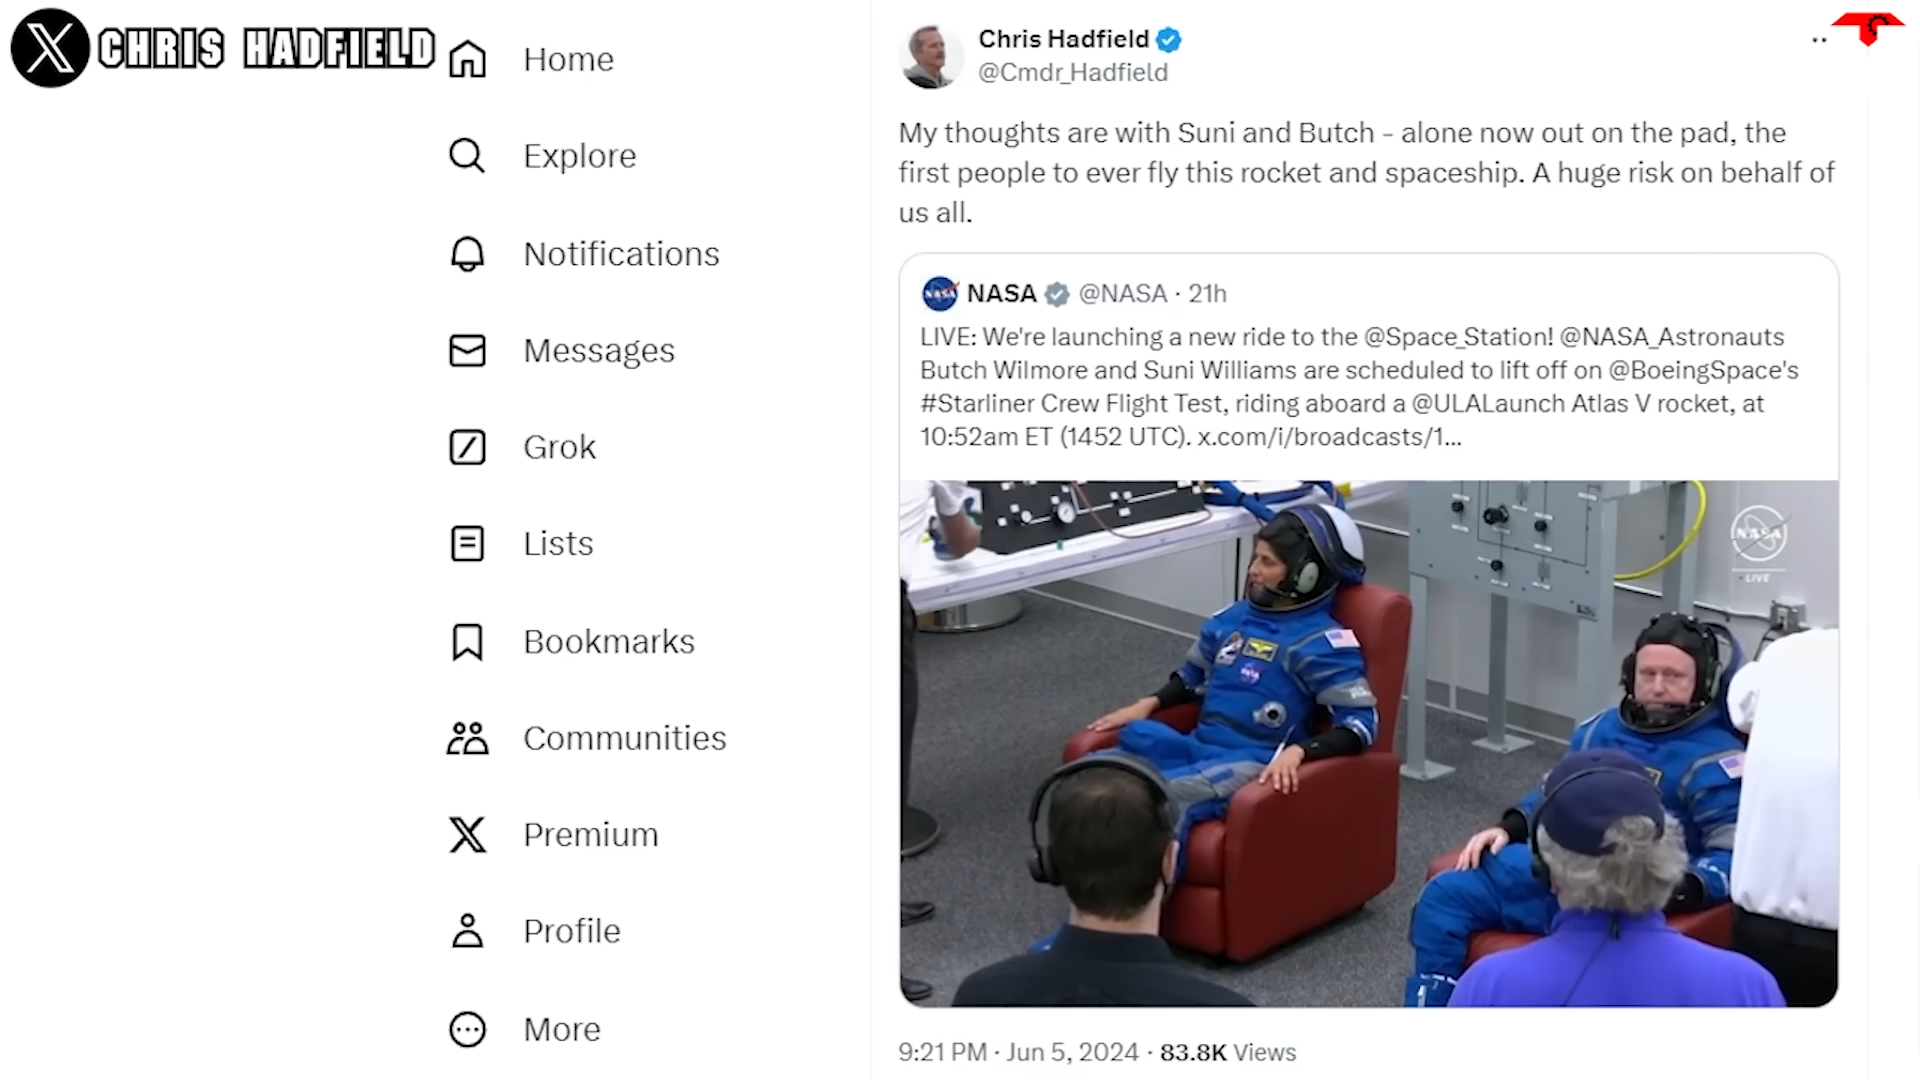 CHRIS HADFIELD
Home
Explore
Notifications
Messages
Grok
Lists
Bookmarks
Communities
Premium
Profile
More
Chris Hadfield
@Cmdr_Hadfield
My thoughts are with Suni and Butch - alone now out on the pad, the
first people to ever fly this rocket and spaceship. A huge risk on behalf of
us all.
NASA @NASA · 21h
LIVE: We're launching a new ride to the @Space_Station! @NASA_Astronauts
Butch Wilmore and Suni Williams are scheduled to lift off on @BoeingSpace's
#Starliner Crew Flight Test, riding aboard a @ULALaunch Atlas V rocket, at
10:52am ET (1452 UTC). x.com/i/broadcasts/1...
NASA
LIVE
9:21 PM · Jun 5, 2024 · 83.8K Views